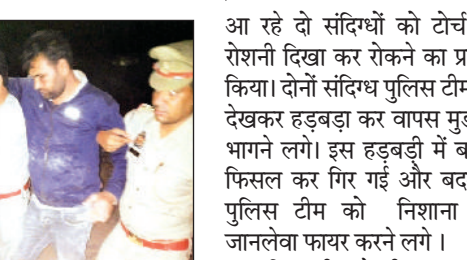 आ रहे दो संदिग्धों को टोर्च
रोशनी दिखा कर रोकने का प्र
किया। दोनों संदिग्ध पुलिस टीम
देखकर हड़बड़ा कर वापस मुड़
भागने लगे। इस हड़बड़ी में ब
फिसल कर गिर गई और बद
पुलिस टीम को निशाना
जानलेवा फायर करने लगे ।